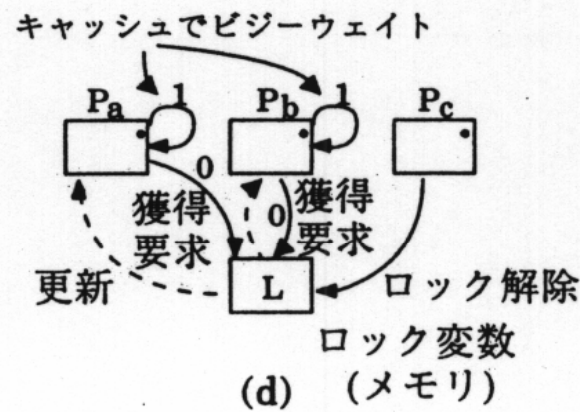 キャッシュでビジーウェイト
Pa 1 Pb 1 Pc
0
獲得
要求
0
獲得
要求
更新
L
ロック解除
ロック変数
(メモリ)
(d)